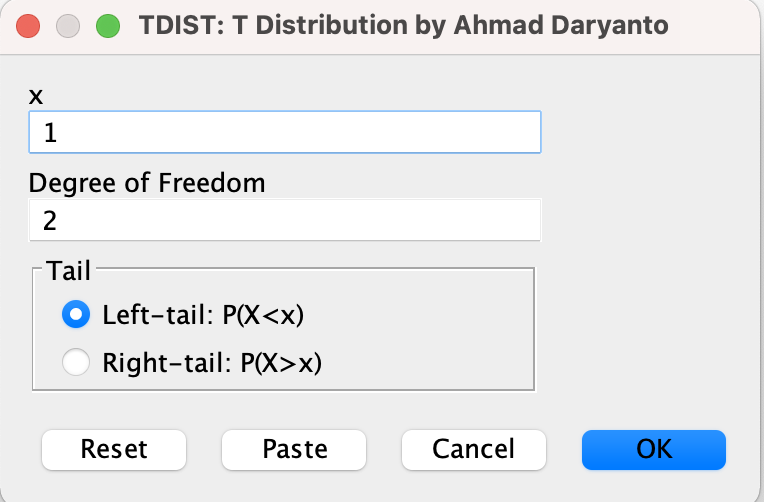 TDIST: T Distribution by Ahmad Daryanto
x
1
Degree of Freedom
2
Tail
Left-tail: P(X<x)
Right-tail: P(X>x)
Reset Paste Cancel OK